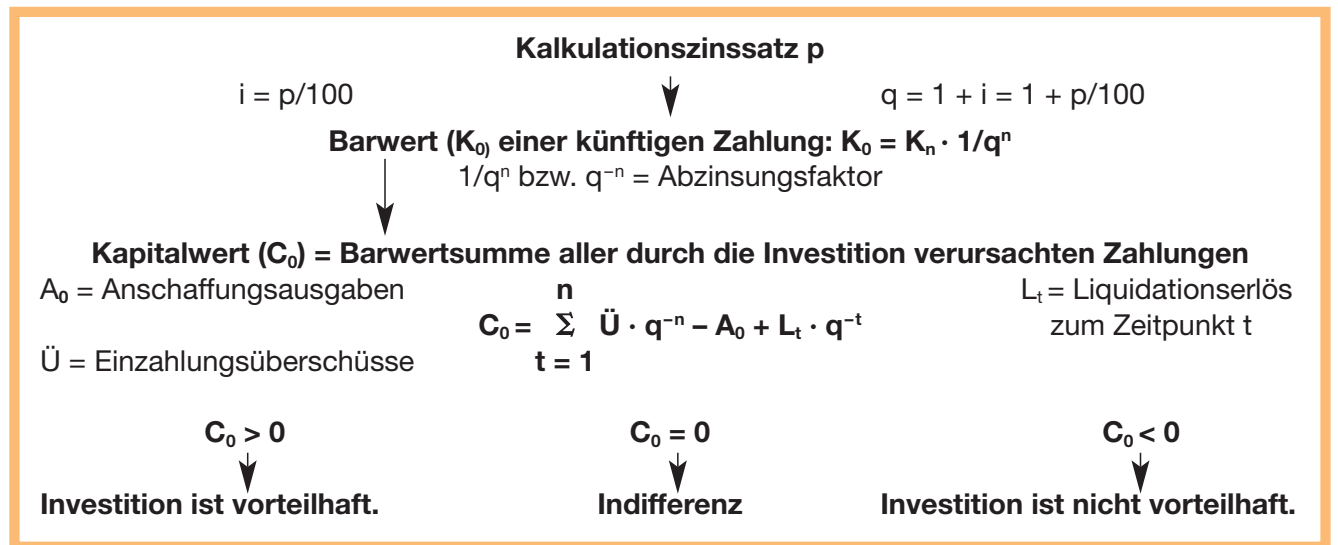 Kalkulationszinssatz p
i = p/100 q = 1 + i = 1 + p/100
Barwert (K₀) einer künftigen Zahlung: K₀ = Kₙ · 1/qⁿ
1/qⁿ bzw. q⁻ⁿ = Abzinsungsfaktor
Kapitalwert (C₀) = Barwertsumme aller durch die Investition verursachten Zahlungen
A₀ = Anschaffungsausgaben n Lₜ = Liquidationserlös
C₀ = Σ Ü · q⁻ⁿ – A₀ + Lₜ · q⁻ᵗ zum Zeitpunkt t
Ü = Einzahlungsüberschüsse t = 1
C₀ > 0 C₀ = 0 C₀ < 0
Investition ist vorteilhaft. Indifferenz Investition ist nicht vorteilhaft.